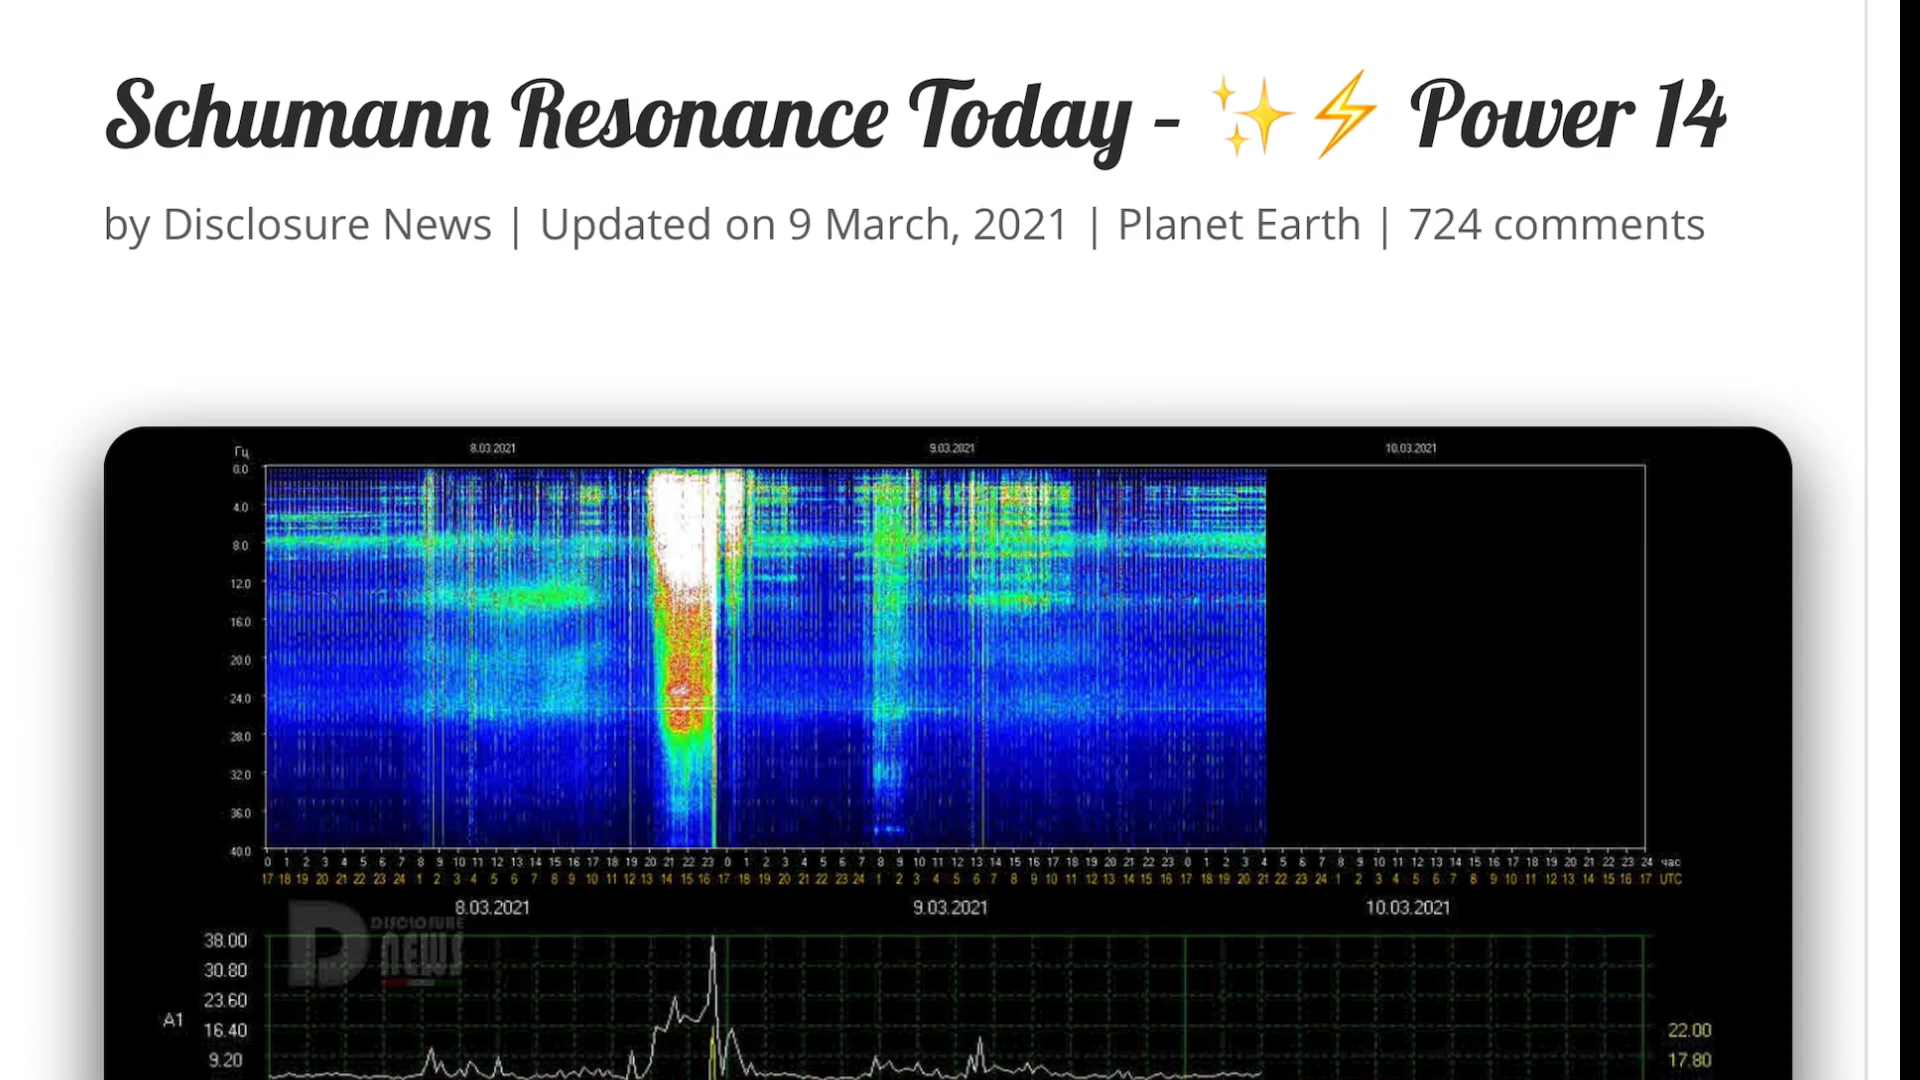 Schumann Resonance Today – ✨⚡ Power 14
by Disclosure News | Updated on 9 March, 2021 | Planet Earth | 724 comments
8.03.2021 9.03.2021 10.03.2021
Гц
0.0
4.0
8.0
12.0
16.0
20.0
24.0
28.0
32.0
36.0
40.0
0 1 2 3 4 5 6 7 8 9 10 11 12 13 14 15 16 17 18 19 20 21 22 23 0 1 2 3 4 5 6 7 8 9 10 11 12 13 14 15 16 17 18 19 20 21 22 23 0 1 2 3 4 5 6 7 8 9 10 11 12 13 14 15 16 17 18 19 20 21 22 23 24 час
17 18 19 20 21 22 23 24 1 2 3 4 5 6 7 8 9 10 11 12 13 14 15 16 17 18 19 20 21 22 23 24 1 2 3 4 5 6 7 8 9 10 11 12 13 14 15 16 17 18 19 20 21 22 23 24 1 2 3 4 5 6 7 8 9 10 11 12 13 14 15 16 17 UTC
8.03.2021 9.03.2021 10.03.2021
DISCLOSURE
NEWS
38.00
30.80
23.60
A1 16.40 22.00
9.20 17.80